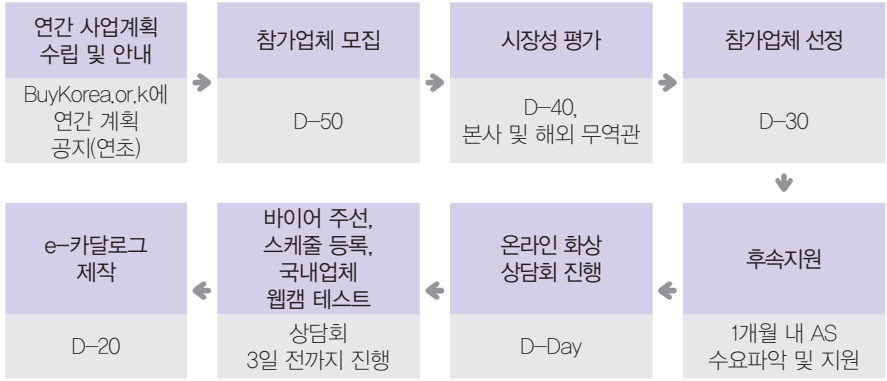 연간 사업계획
수립 및 안내
BuyKorea.or.k에
연간 계획
공지(연초)
참가업체 모집
D-50
시장성 평가
D-40,
본사 및 해외 무역관
참가업체 선정
D-30
e-카달로그
제작
D-20
바이어 주선,
스케줄 등록,
국내업체
웹캠 테스트
상담회
3일 전까지 진행
온라인 화상
상담회 진행
D-Day
후속지원
1개월 내 AS
수요파악 및 지원